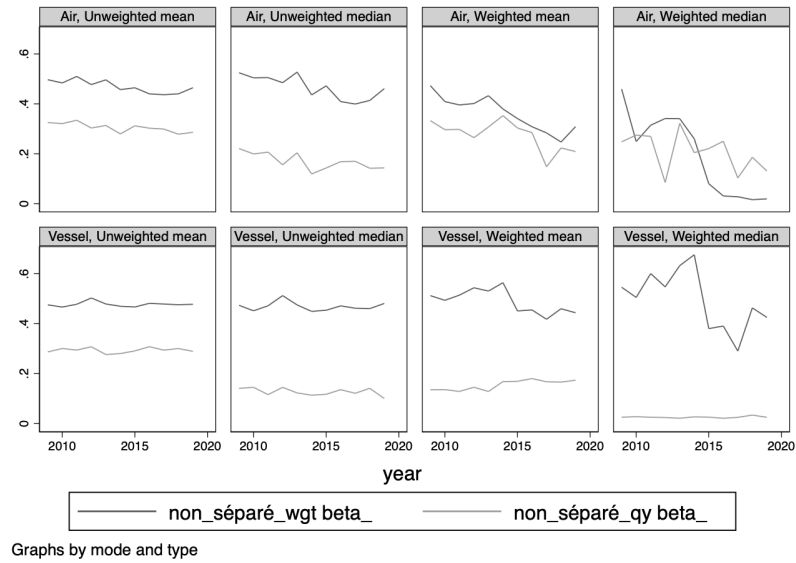 Air, Unweighted mean
Air, Unweighted median
Air, Weighted mean
Air, Weighted median
0
.2
.4
.6
Vessel, Unweighted mean
Vessel, Unweighted median
Vessel, Weighted mean
Vessel, Weighted median
0
.2
.4
.6
2010 2015 2020
2010 2015 2020
2010 2015 2020
2010 2015 2020
year
non_séparé_wgt beta_
non_séparé_qy beta_
Graphs by mode and type